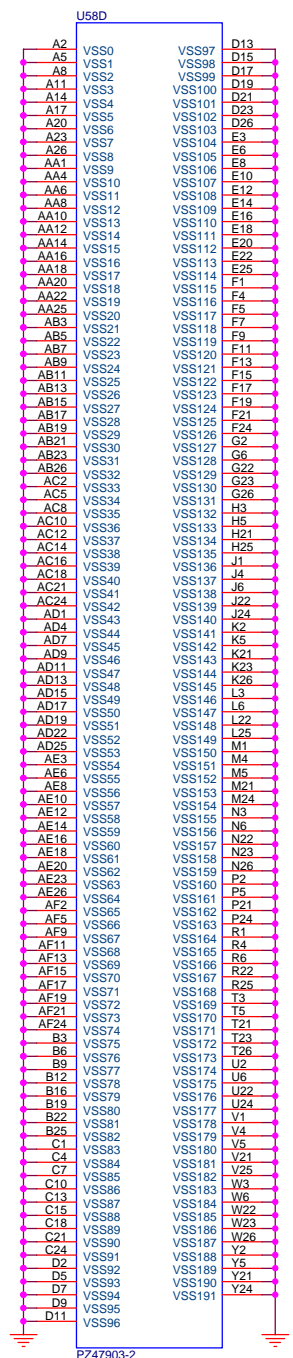 U58D
A2 VSS0 VSS97 D13
A5 VSS1 VSS98 D15
A8 VSS2 VSS99 D17
A11 VSS3 VSS100 D19
A14 VSS4 VSS101 D21
A17 VSS5 VSS102 D23
A20 VSS6 VSS103 D26
A23 VSS7 VSS104 E3
A26 VSS8 VSS105 E6
AA1 VSS9 VSS106 E8
AA4 VSS10 VSS107 E10
AA6 VSS11 VSS108 E12
AA8 VSS12 VSS109 E14
AA10 VSS13 VSS110 E16
AA12 VSS14 VSS111 E18
AA14 VSS15 VSS112 E20
AA16 VSS16 VSS113 E22
AA18 VSS17 VSS114 E25
AA20 VSS18 VSS115 F1
AA22 VSS19 VSS116 F4
AA25 VSS20 VSS117 F5
AB3 VSS21 VSS118 F7
AB5 VSS22 VSS119 F9
AB7 VSS23 VSS120 F11
AB9 VSS24 VSS121 F13
AB11 VSS25 VSS122 F15
AB13 VSS26 VSS123 F17
AB15 VSS27 VSS124 F19
AB17 VSS28 VSS125 F21
AB19 VSS29 VSS126 F24
AB21 VSS30 VSS127 G2
AB23 VSS31 VSS128 G6
AB26 VSS32 VSS129 G22
AC2 VSS33 VSS130 G23
AC5 VSS34 VSS131 G26
AC8 VSS35 VSS132 H3
AC10 VSS36 VSS133 H5
AC12 VSS37 VSS134 H21
AC14 VSS38 VSS135 H25
AC16 VSS39 VSS136 J1
AC18 VSS40 VSS137 J4
AC21 VSS41 VSS138 J6
AC24 VSS42 VSS139 J22
AD1 VSS43 VSS140 J24
AD4 VSS44 VSS141 K2
AD7 VSS45 VSS142 K5
AD9 VSS46 VSS143 K21
AD11 VSS47 VSS144 K23
AD13 VSS48 VSS145 K26
AD15 VSS49 VSS146 L3
AD17 VSS50 VSS147 L6
AD19 VSS51 VSS148 L22
AD22 VSS52 VSS149 L25
AD25 VSS53 VSS150 M1
AE3 VSS54 VSS151 M4
AE6 VSS55 VSS152 M5
AE8 VSS56 VSS153 M21
AE10 VSS57 VSS154 M24
AE12 VSS58 VSS155 N3
AE14 VSS59 VSS156 N6
AE16 VSS60 VSS157 N22
AE18 VSS61 VSS158 N23
AE20 VSS62 VSS159 N26
AE23 VSS63 VSS160 P2
AE26 VSS64 VSS161 P5
AF2 VSS65 VSS162 P21
AF5 VSS66 VSS163 P24
AF9 VSS67 VSS164 R1
AF11 VSS68 VSS165 R4
AF13 VSS69 VSS166 R6
AF15 VSS70 VSS167 R22
AF17 VSS71 VSS168 R25
AF19 VSS72 VSS169 T3
AF21 VSS73 VSS170 T5
AF24 VSS74 VSS171 T21
B3 VSS75 VSS172 T23
B6 VSS76 VSS173 T26
B9 VSS77 VSS174 U2
B12 VSS78 VSS175 U6
B16 VSS79 VSS176 U22
B19 VSS80 VSS177 U24
B22 VSS81 VSS178 V1
B25 VSS82 VSS179 V4
C1 VSS83 VSS180 V5
C4 VSS84 VSS181 V21
C7 VSS85 VSS182 V25
C10 VSS86 VSS183 W3
C13 VSS87 VSS184 W6
C15 VSS88 VSS185 W22
C18 VSS89 VSS186 W23
C21 VSS90 VSS187 W26
C24 VSS91 VSS188 Y2
D2 VSS92 VSS189 Y5
D5 VSS93 VSS190 Y21
D7 VSS94 VSS191 Y24
D9 VSS95
D11 VSS96
PZ47903-2